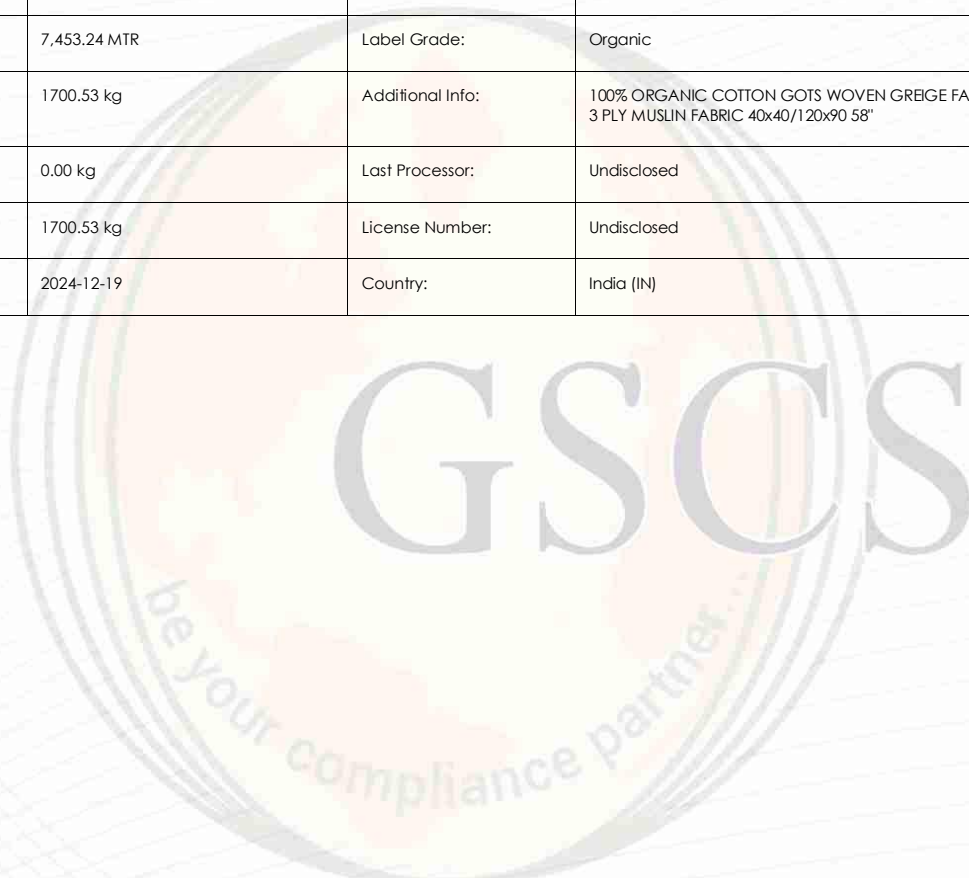 7,453.24 MTR Label Grade: Organic
1700.53 kg Additional Info: 100% ORGANIC COTTON GOTS WOVEN GREIGE FA
3 PLY MUSLIN FABRIC 40x40/120x90 58"
0.00 kg Last Processor: Undisclosed
1700.53 kg License Number: Undisclosed
2024-12-19 Country: India (IN)
GSCS
be your compliance partner...